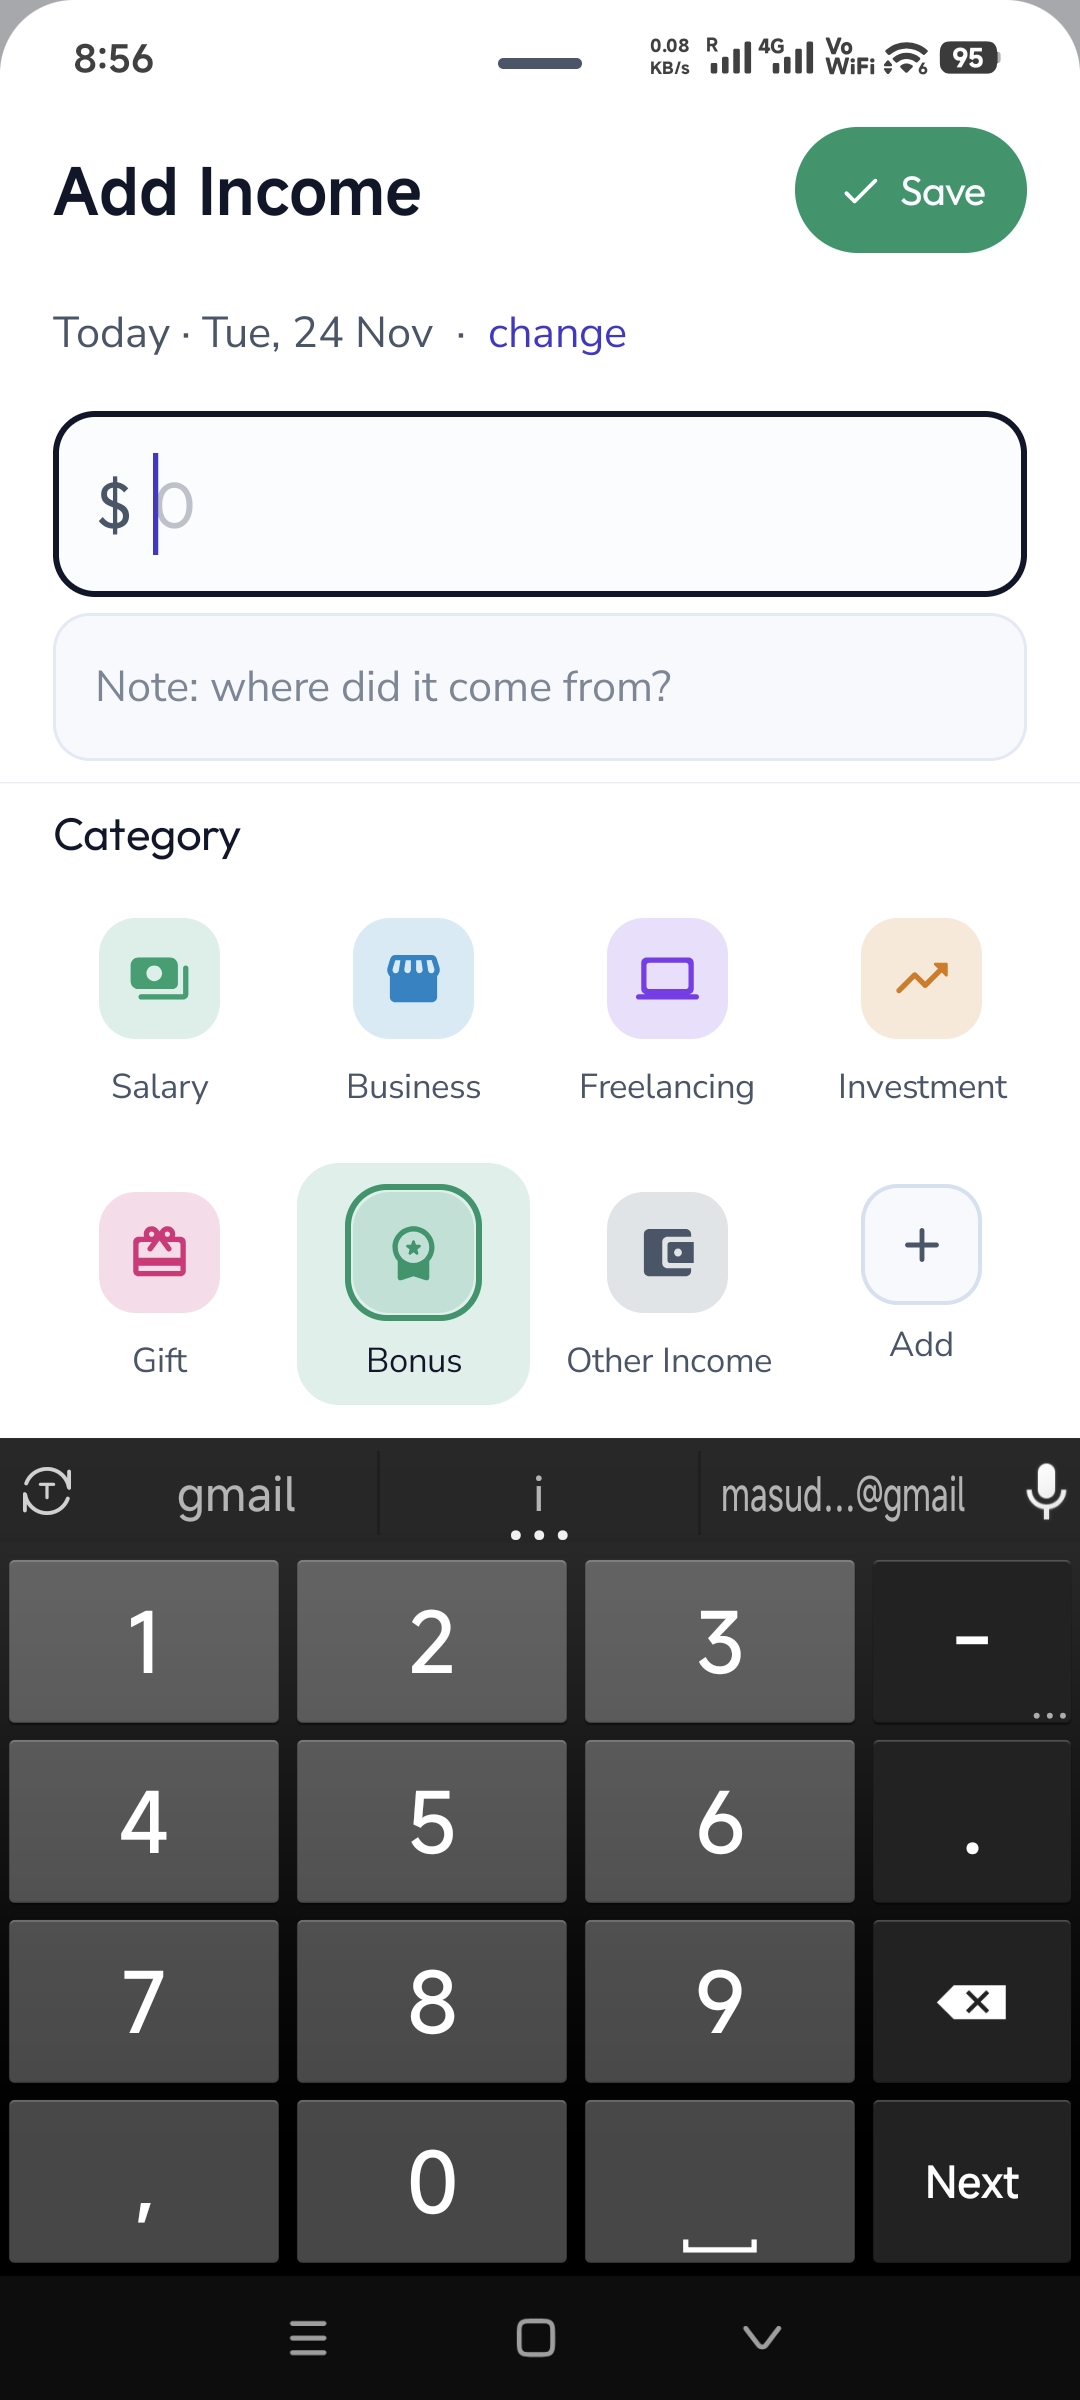 8:56
0.08 KB/s R 4G Vo WiFi 6 95
Add Income
Save
Today · Tue, 24 Nov · change
$ 0
Note: where did it come from?
Category
Salary Business Freelancing Investment
Gift Bonus Other Income Add
T gmail i masud...@gmail
...
1 2 3 -
...
4 5 6 .
7 8 9
, 0 Next